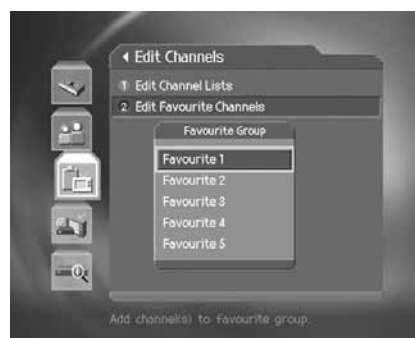 Edit Channels
1 Edit Channel Lists
2 Edit Favourite Channels
Favourite Group
Favourite 1
Favourite 2
Favourite 3
Favourite 4
Favourite 5
Add channel(s) to favourite group.